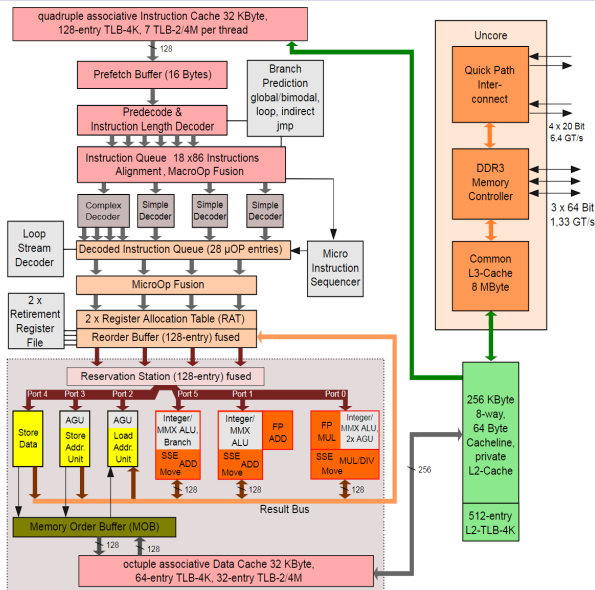 quadruple associative Instruction Cache 32 KByte,
128-entry TLB-4K, 7 TLB-2/4M per thread
128
Prefetch Buffer (16 Bytes)
Predecode &
Instruction Length Decoder
Branch
Prediction
global/bimodal,
loop, indirect
jmp
Instruction Queue 18 x86 Instructions
Alignment, MacroOp Fusion
Complex
Decoder
Simple
Decoder
Simple
Decoder
Simple
Decoder
Loop
Stream
Decoder
Decoded Instruction Queue (28 µOP entries)
Micro
Instruction
Sequencer
MicroOp Fusion
2 x
Retirement
Register
File
2 x Register Allocation Table (RAT)
Reorder Buffer (128-entry) fused
Reservation Station (128-entry) fused
Port 4
Port 3
Port 2
Port 5
Port 1
Port 0
Store
Data
AGU
Store
Addr.
Unit
AGU
Load
Addr.
Unit
Integer/
MMX ALU,
Branch
SSE
ADD
Move
Integer/
MMX
ALU
SSE
ADD
Move
FP
ADD
FP
MUL
Integer/
MMX ALU,
2x AGU
SSE
MUL/DIV
Move
128
128
128
Result Bus
Memory Order Buffer (MOB)
128
128
octuple associative Data Cache 32 KByte,
64-entry TLB-4K, 32-entry TLB-2/4M
256
Uncore
Quick Path
Inter-
connect
4 x 20 Bit
6,4 GT/s
DDR3
Memory
Controller
3 x 64 Bit
1,33 GT/s
Common
L3-Cache
8 MByte
256 KByte
8-way,
64 Byte
Cacheline,
private
L2-Cache
512-entry
L2-TLB-4K